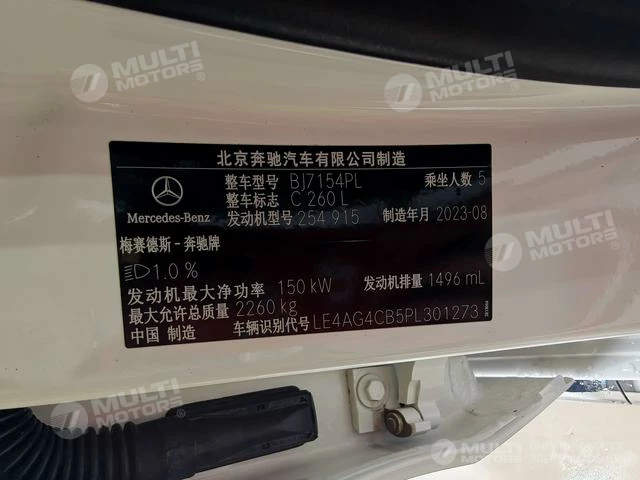 MULTI MOTORS®
MULTI MOTORS®
北京奔驰汽车有限公司制造
整车型号 BJ7154PL 乘坐人数 5
整车标志 C 260 L
Mercedes-Benz
发动机型号 254 915 制造年月 2023-08
梅赛德斯-奔驰牌
1.0 %
发动机最大净功率 150 kW 发动机排量 1496 mL
最大允许总质量 2260 kg
中国 制造 车辆识别代号 LE4AG4CB5PL301273
MULTI MOTORS®
MULTI MOTORS®
MULTI MOTORS